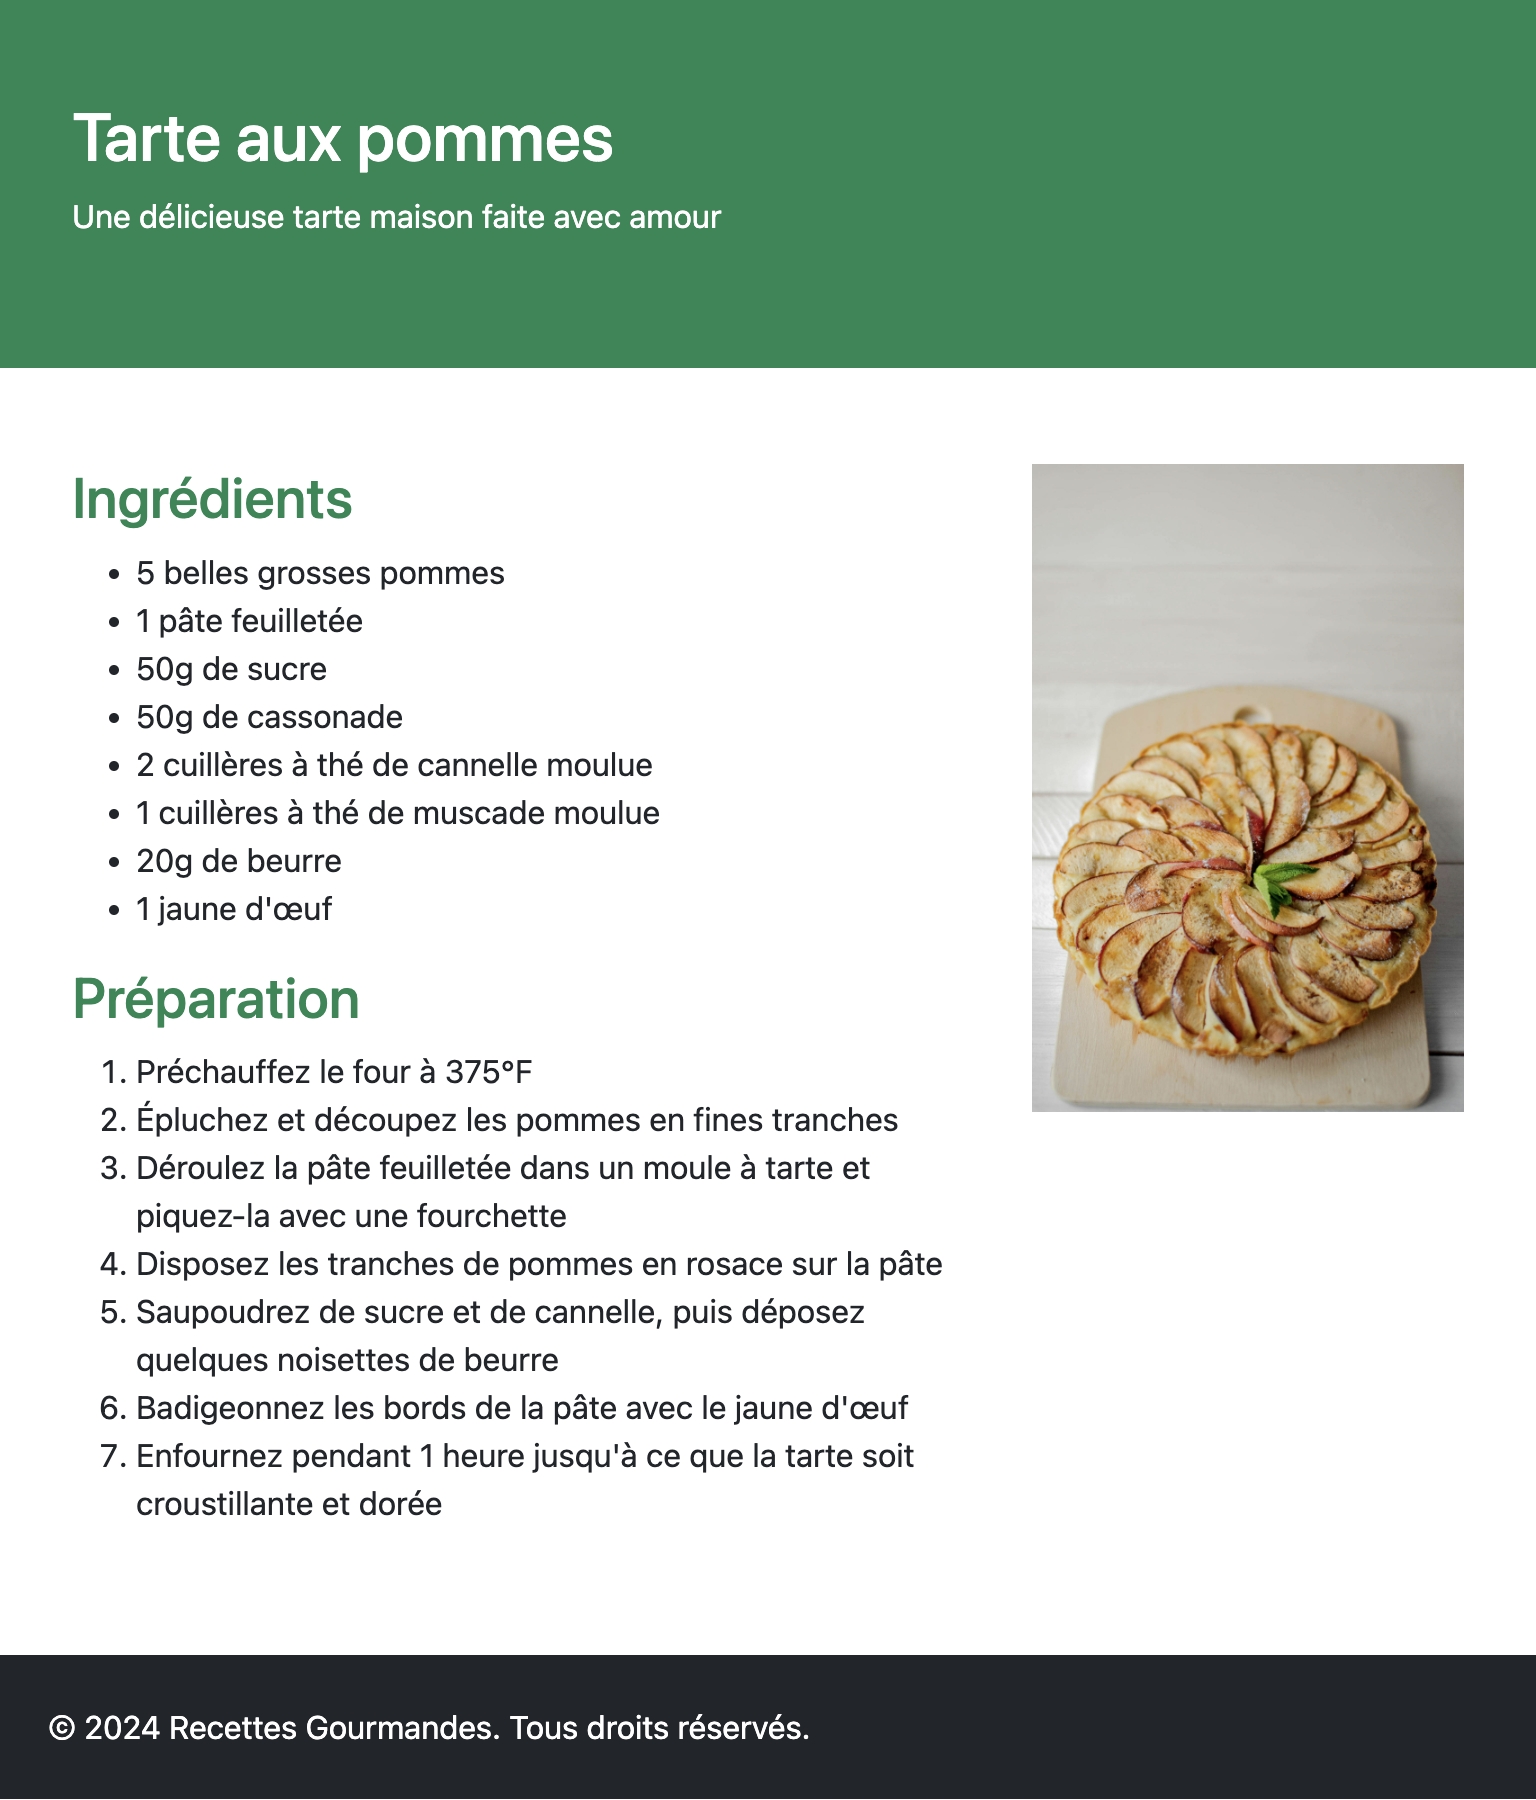 Tarte aux pommes
Une délicieuse tarte maison faite avec amour
Ingrédients
• 5 belles grosses pommes
• 1 pâte feuilletée
• 50g de sucre
• 50g de cassonade
• 2 cuillères à thé de cannelle moulue
• 1 cuillères à thé de muscade moulue
• 20g de beurre
• 1 jaune d'œuf
Préparation
1. Préchauffez le four à 375°F
2. Épluchez et découpez les pommes en fines tranches
3. Déroulez la pâte feuilletée dans un moule à tarte et
piquez-la avec une fourchette
4. Disposez les tranches de pommes en rosace sur la pâte
5. Saupoudrez de sucre et de cannelle, puis déposez
quelques noisettes de beurre
6. Badigeonnez les bords de la pâte avec le jaune d'œuf
7. Enfournez pendant 1 heure jusqu'à ce que la tarte soit
croustillante et dorée
© 2024 Recettes Gourmandes. Tous droits réservés.